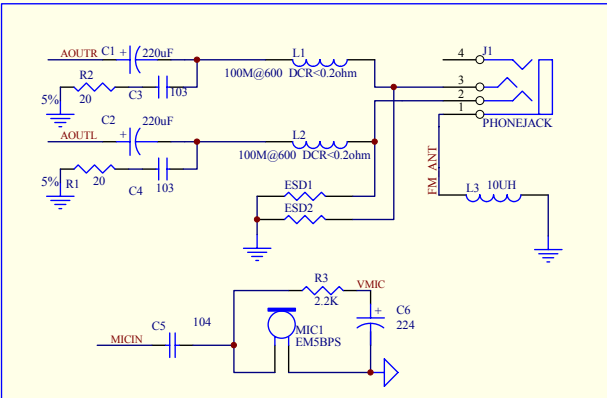 AOUTR
C1
+
220uF
L1
100M@600 DCR<0.2ohm
R2
5%
20
C3
103
C2
220uF
AOUTL
+
L2
100M@600 DCR<0.2ohm
5%
R1
20
C4
103
ESD1
ESD2
4
J1
3
2
1
PHONEJACK
FM_ANT
L3
10UH
R3
2.2K
VMIC
+
C6
224
C5
104
MICIN
MIC1
EM5BPS